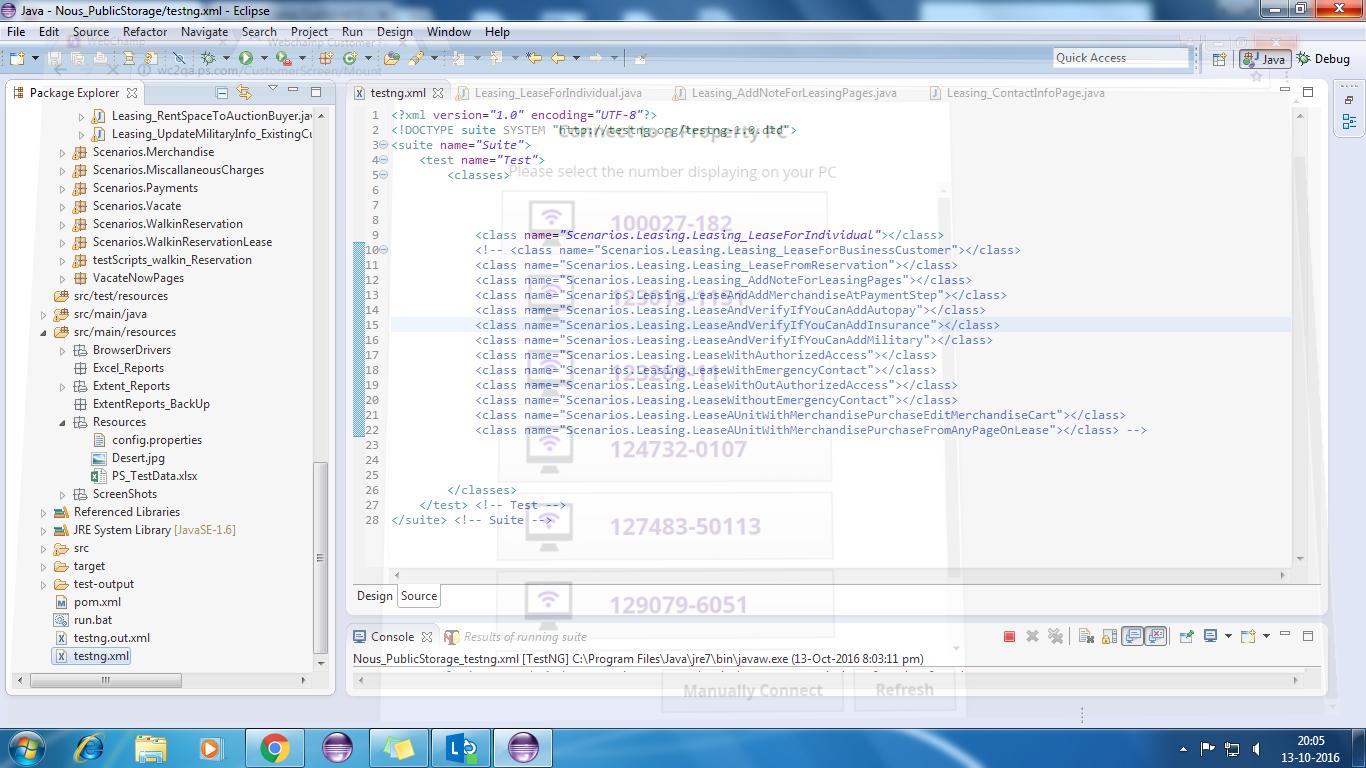 Java - Nous_PublicStorage/testng.xml - Eclipse
File Edit Source Refactor Navigate Search Project Run Design Window Help
WebChamp
Webchamp Customer
wc2qa.ps.com/CustomerScreen/Mount
Quick Access
Java
Debug
Package Explorer
Leasing_RentSpaceToAuctionBuyer.jav
Leasing_UpdateMilitaryInfo_ExistingCu
Scenarios.Merchandise
Scenarios.MiscallaneousCharges
Scenarios.Payments
Scenarios.Vacate
Scenarios.WalkinReservation
Scenarios.WalkinReservationLease
testScripts_walkin_Reservation
VacateNowPages
src/test/resources
src/main/java
src/main/resources
BrowserDrivers
Excel_Reports
Extent_Reports
ExtentReports_BackUp
Resources
config.properties
Desert.jpg
PS_TestData.xlsx
ScreenShots
Referenced Libraries
JRE System Library [JavaSE-1.6]
src
target
test-output
pom.xml
run.bat
testng.out.xml
testng.xml
testng.xml Leasing_LeaseForIndividual.java Leasing_AddNoteForLeasingPages.java Leasing_ContactInfoPage.java
1 <?xml version="1.0" encoding="UTF-8"?>
2 <!DOCTYPE suite SYSTEM "http://testng.org/testng-1.0.dtd">
3 <suite name="Suite">
4 <test name="Test">
5 <classes>
6
7
8
9 <class name="Scenarios.Leasing.Leasing_LeaseForIndividual"></class>
10 <!-- <class name="Scenarios.Leasing.Leasing_LeaseForBusinessCustomer"></class>
11 <class name="Scenarios.Leasing.Leasing_LeaseFromReservation"></class>
12 <class name="Scenarios.Leasing.Leasing_AddNoteForLeasingPages"></class>
13 <class name="Scenarios.Leasing.LeaseAndAddMerchandiseAtPaymentStep"></class>
14 <class name="Scenarios.Leasing.LeaseAndVerifyIfYouCanAddAutopay"></class>
15 <class name="Scenarios.Leasing.LeaseAndVerifyIfYouCanAddInsurance"></class>
16 <class name="Scenarios.Leasing.LeaseAndVerifyIfYouCanAddMilitary"></class>
17 <class name="Scenarios.Leasing.LeaseWithAuthorizedAccess"></class>
18 <class name="Scenarios.Leasing.LeaseWithEmergencyContact"></class>
19 <class name="Scenarios.Leasing.LeaseWithOutAuthorizedAccess"></class>
20 <class name="Scenarios.Leasing.LeaseWithoutEmergencyContact"></class>
21 <class name="Scenarios.Leasing.LeaseAUnitWithMerchandisePurchaseEditMerchandiseCart"></class>
22 <class name="Scenarios.Leasing.LeaseAUnitWithMerchandisePurchaseFromAnyPageOnLease"></class> -->
23
24
25
26 </classes>
27 </test> <!-- Test -->
28 </suite> <!-- Suite -->
Connect to a Property PC
Please select the number displaying on your PC
100027-182
124732-0107
127483-50113
129079-6051
Manually Connect
Refresh
Design Source
Console
Results of running suite
Nous_PublicStorage_testng.xml [TestNG] C:\Program Files\Java\jre7\bin\javaw.exe (13-Oct-2016 8:03:11 pm)
20:05
13-10-2016